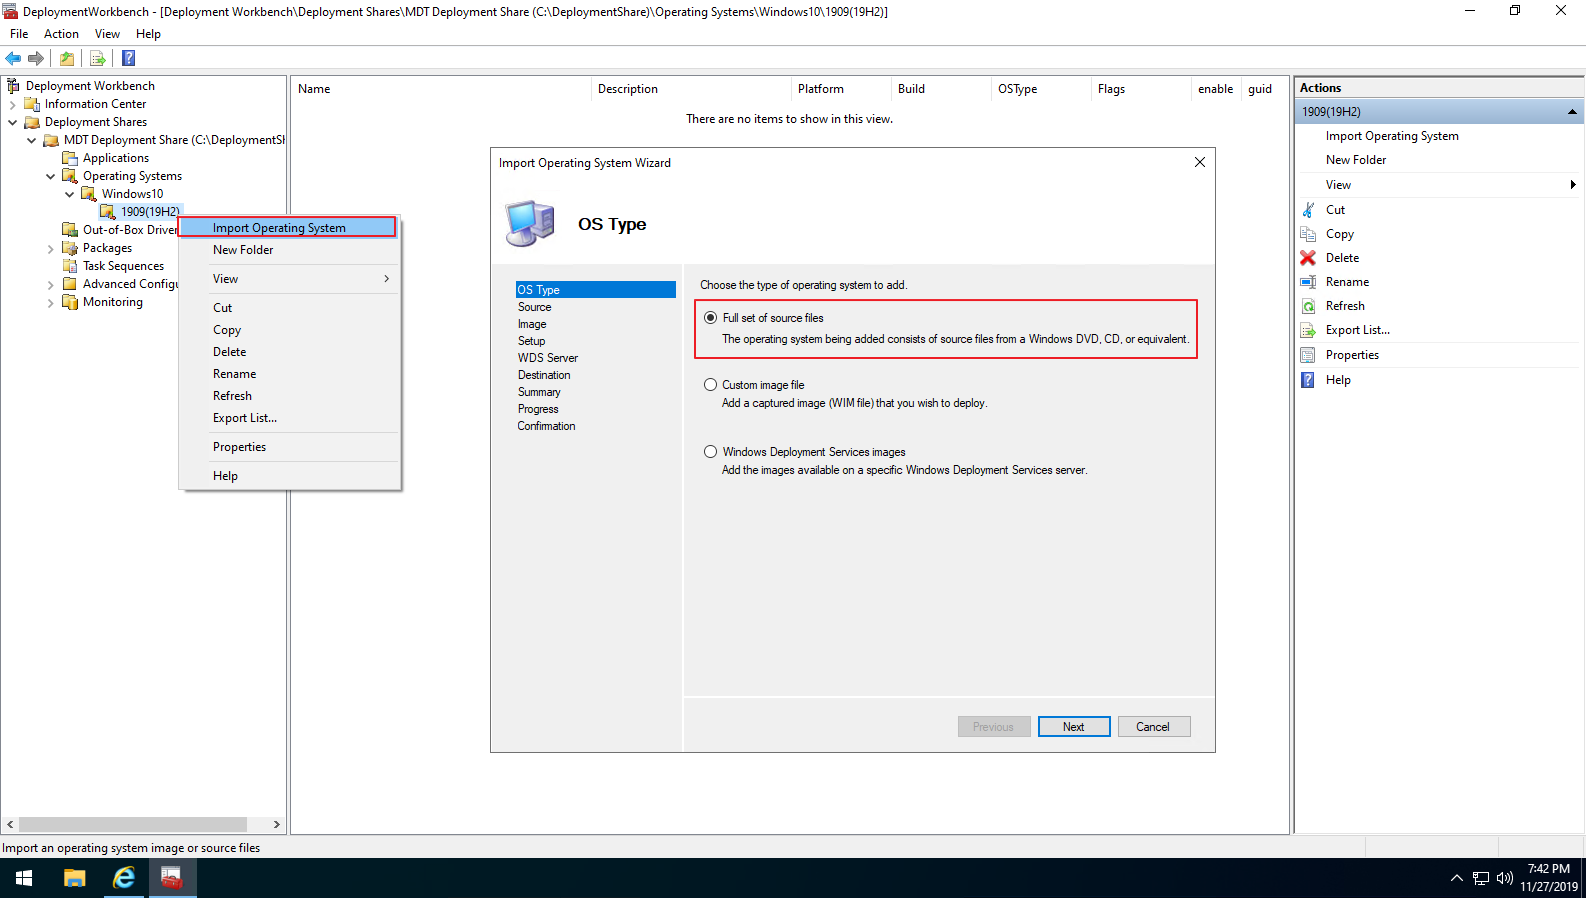 DeploymentWorkbench - [Deployment Workbench\Deployment Shares\MDT Deployment Share (C:\DeploymentShare)\Operating Systems\Windows10\1909(19H2)]
File Action View Help
Deployment Workbench
Information Center
Deployment Shares
MDT Deployment Share (C:\DeploymentSh
Applications
Operating Systems
Windows10
1909(19H2)
Out-of-Box Driver
Packages
Task Sequences
Advanced Configu
Monitoring
Import Operating System
New Folder
View
Cut
Copy
Delete
Rename
Refresh
Export List...
Properties
Help
Name Description Platform Build OSType Flags enable guid
There are no items to show in this view.
Import Operating System Wizard
OS Type
OS Type
Source
Image
Setup
WDS Server
Destination
Summary
Progress
Confirmation
Choose the type of operating system to add.
Full set of source files
The operating system being added consists of source files from a Windows DVD, CD, or equivalent.
Custom image file
Add a captured image (WIM file) that you wish to deploy.
Windows Deployment Services images
Add the images available on a specific Windows Deployment Services server.
Previous Next Cancel
Actions
1909(19H2)
Import Operating System
New Folder
View
Cut
Copy
Delete
Rename
Refresh
Export List...
Properties
Help
Import an operating system image or source files
7:42 PM
11/27/2019